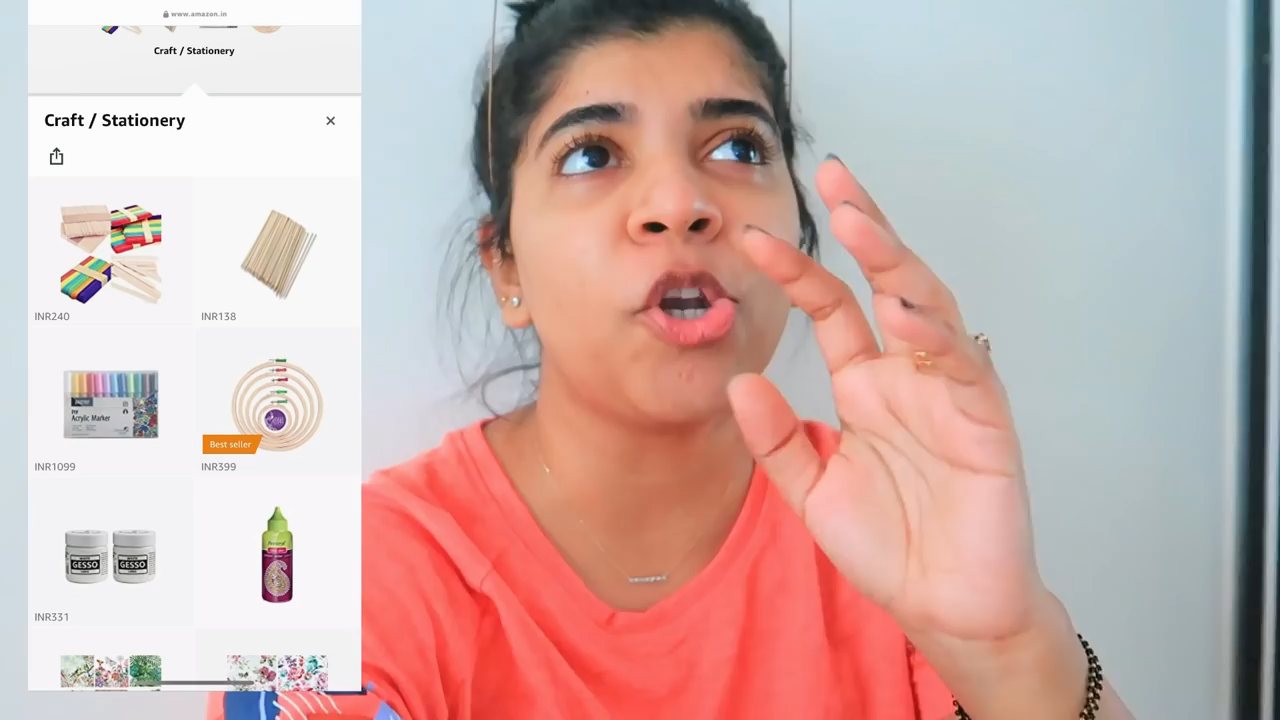 www.amazon.in
Craft / Stationery
Craft / Stationery
INR240
INR138
Acrylic Marker
Best seller
INR1099
INR399
GESSO
GESSO
INR331